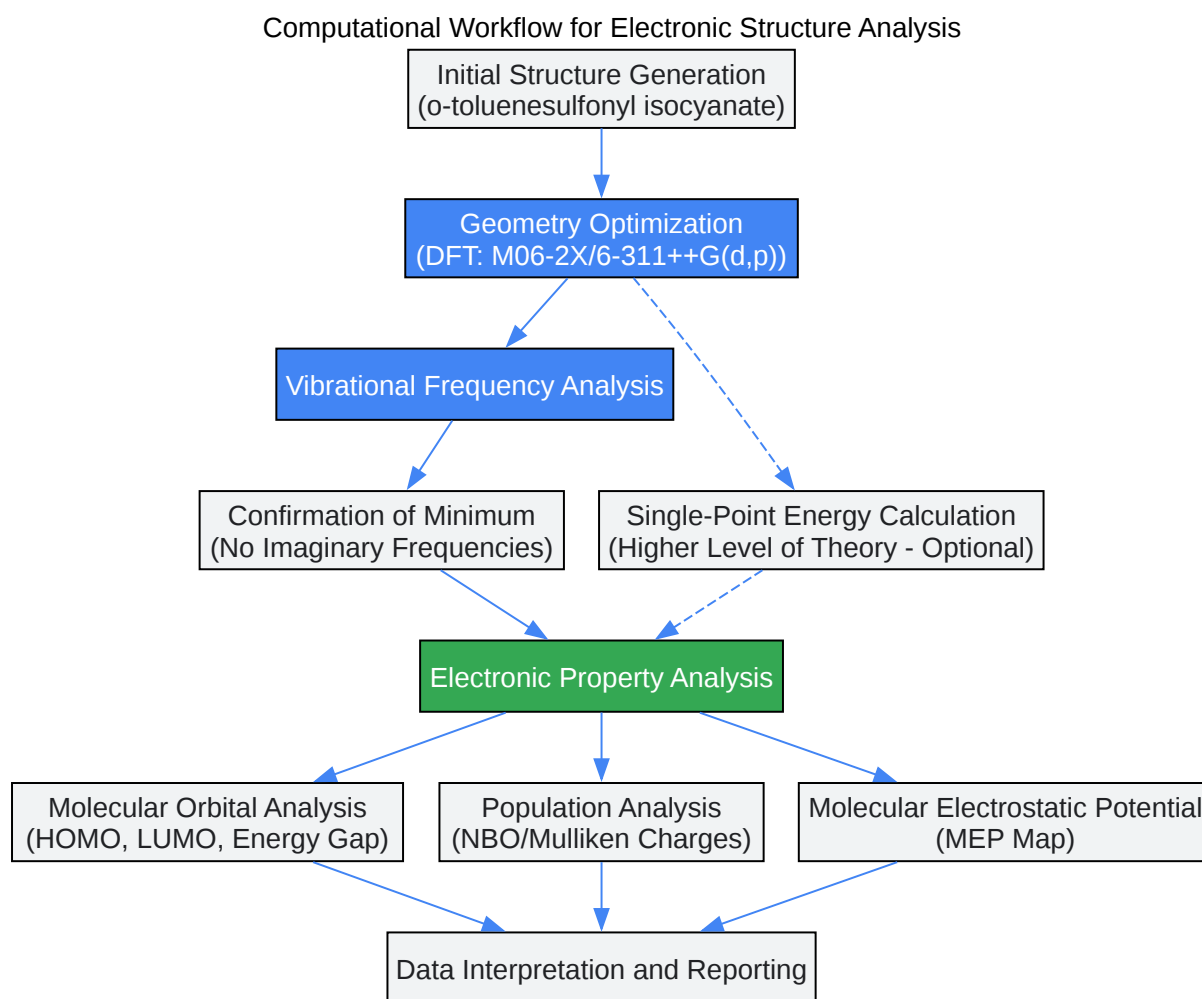 Computational Workflow for Electronic Structure Analysis
Initial Structure Generation
(o-toluenesulfonyl isocyanate)
Geometry Optimization
(DFT: M06-2X/6-311++G(d,p))
Vibrational Frequency Analysis
Confirmation of Minimum
(No Imaginary Frequencies)
Single-Point Energy Calculation
(Higher Level of Theory - Optional)
Electronic Property Analysis
Molecular Orbital Analysis
(HOMO, LUMO, Energy Gap)
Population Analysis
(NBO/Mulliken Charges)
Molecular Electrostatic Potential
(MEP Map)
Data Interpretation and Reporting